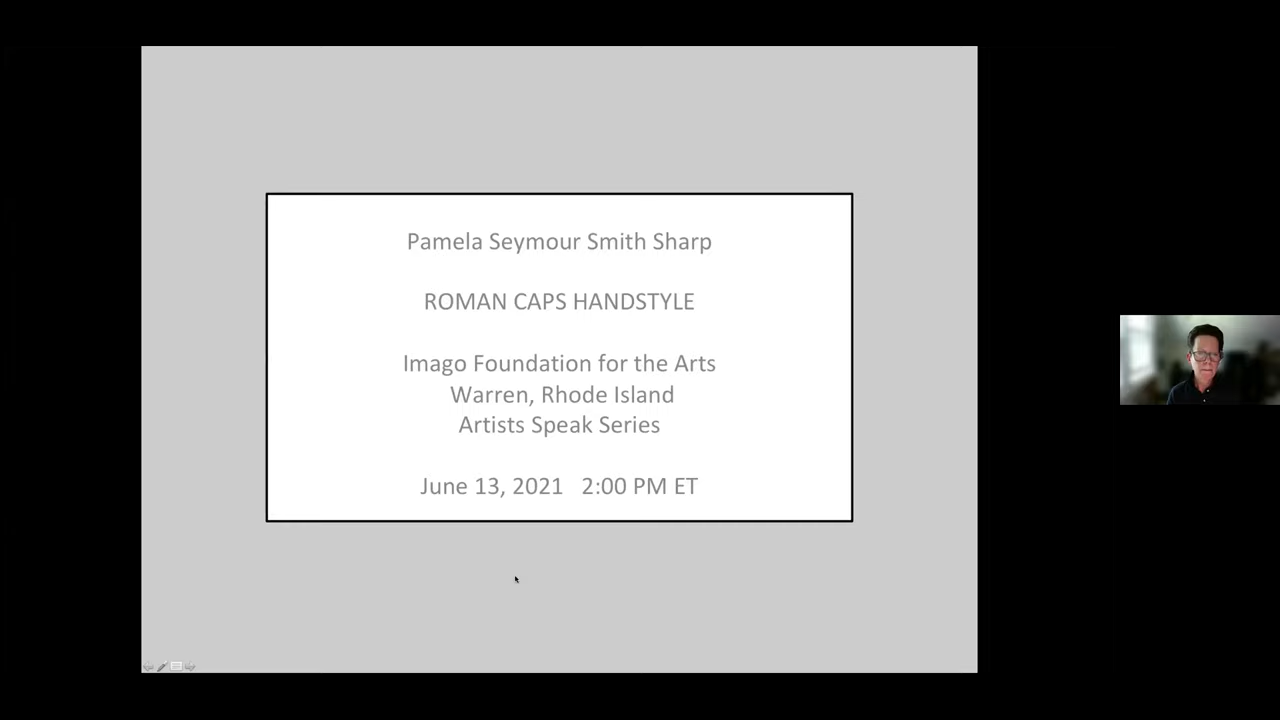 Pamela Seymour Smith Sharp
ROMAN CAPS HANDSTYLE
Imago Foundation for the Arts
Warren, Rhode Island
Artists Speak Series
June 13, 2021 2:00 PM ET